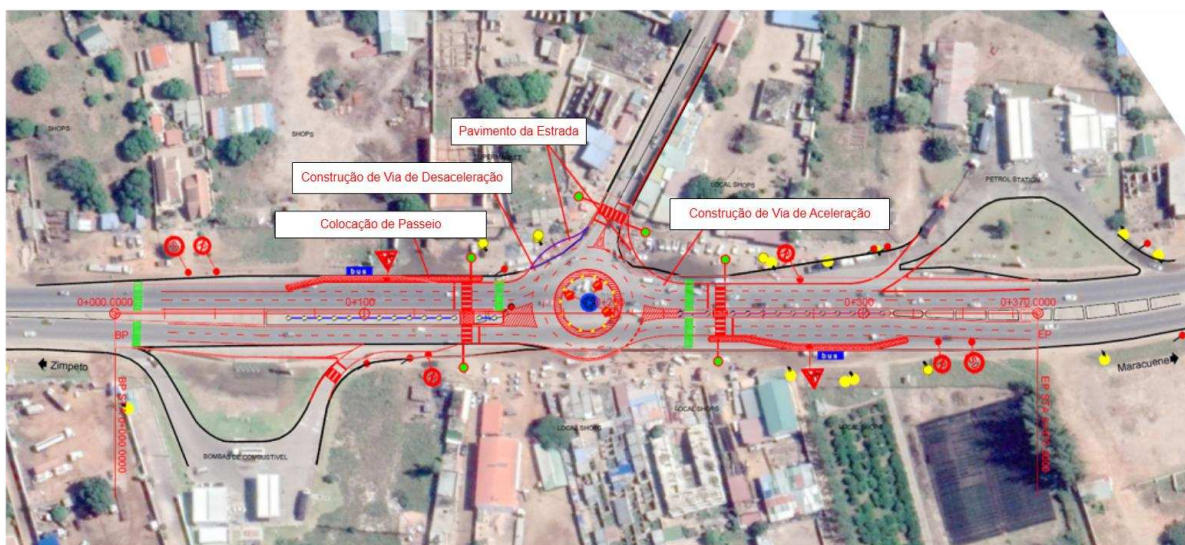 Pavimento da Estrada
SHOPS
SHOPS
Construção de Via de Desaceleração
LOCAL SHOPS
PETROL STATION
Colocação de Passeio
Construção de Via de Aceleração
bus
0+000.0000
0+100
0+300
0+370.0000
BP
EP
Zimpeto
bus
Maracuene
LOCAL SHOPS
LOCAL SHOPS
LOCAL SHOPS
BOMBAS DE COMBUSTIVEL